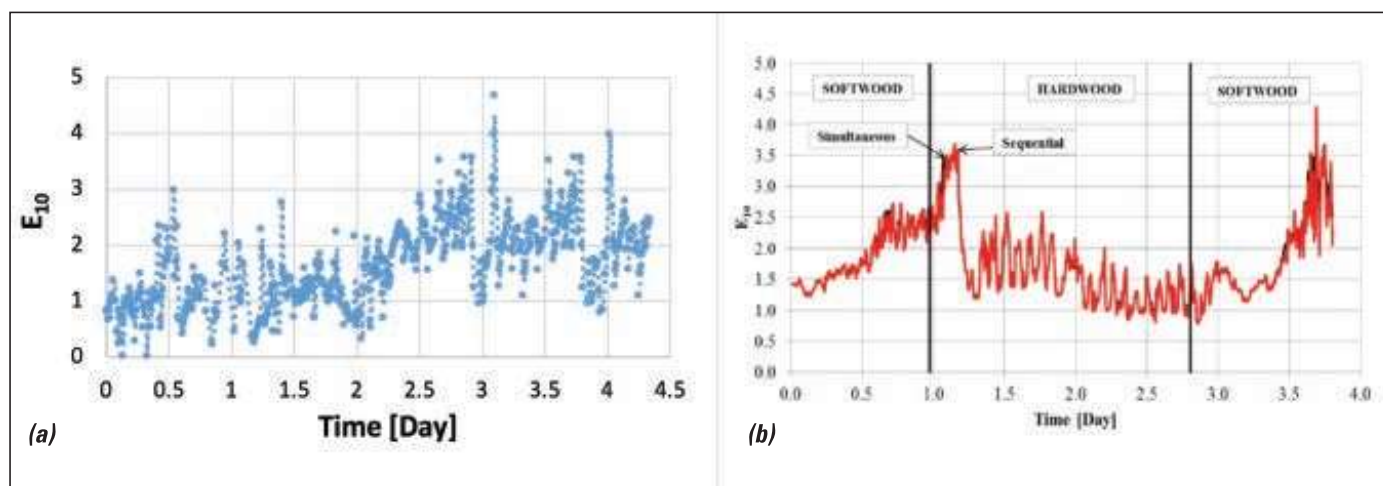 5
4
3
2
1
0
E10
0 0.5 1 1.5 2 2.5 3 3.5 4 4.5
Time [Day]
(a)
5.0
4.5
4.0
3.5
3.0
2.5
2.0
1.5
1.0
0.5
0.0
E10
SOFTWOOD HARDWOOD SOFTWOOD
Simultaneous Sequential
0.0 0.5 1.0 1.5 2.0 2.5 3.0 3.5 4.0
Time [Day]
(b)